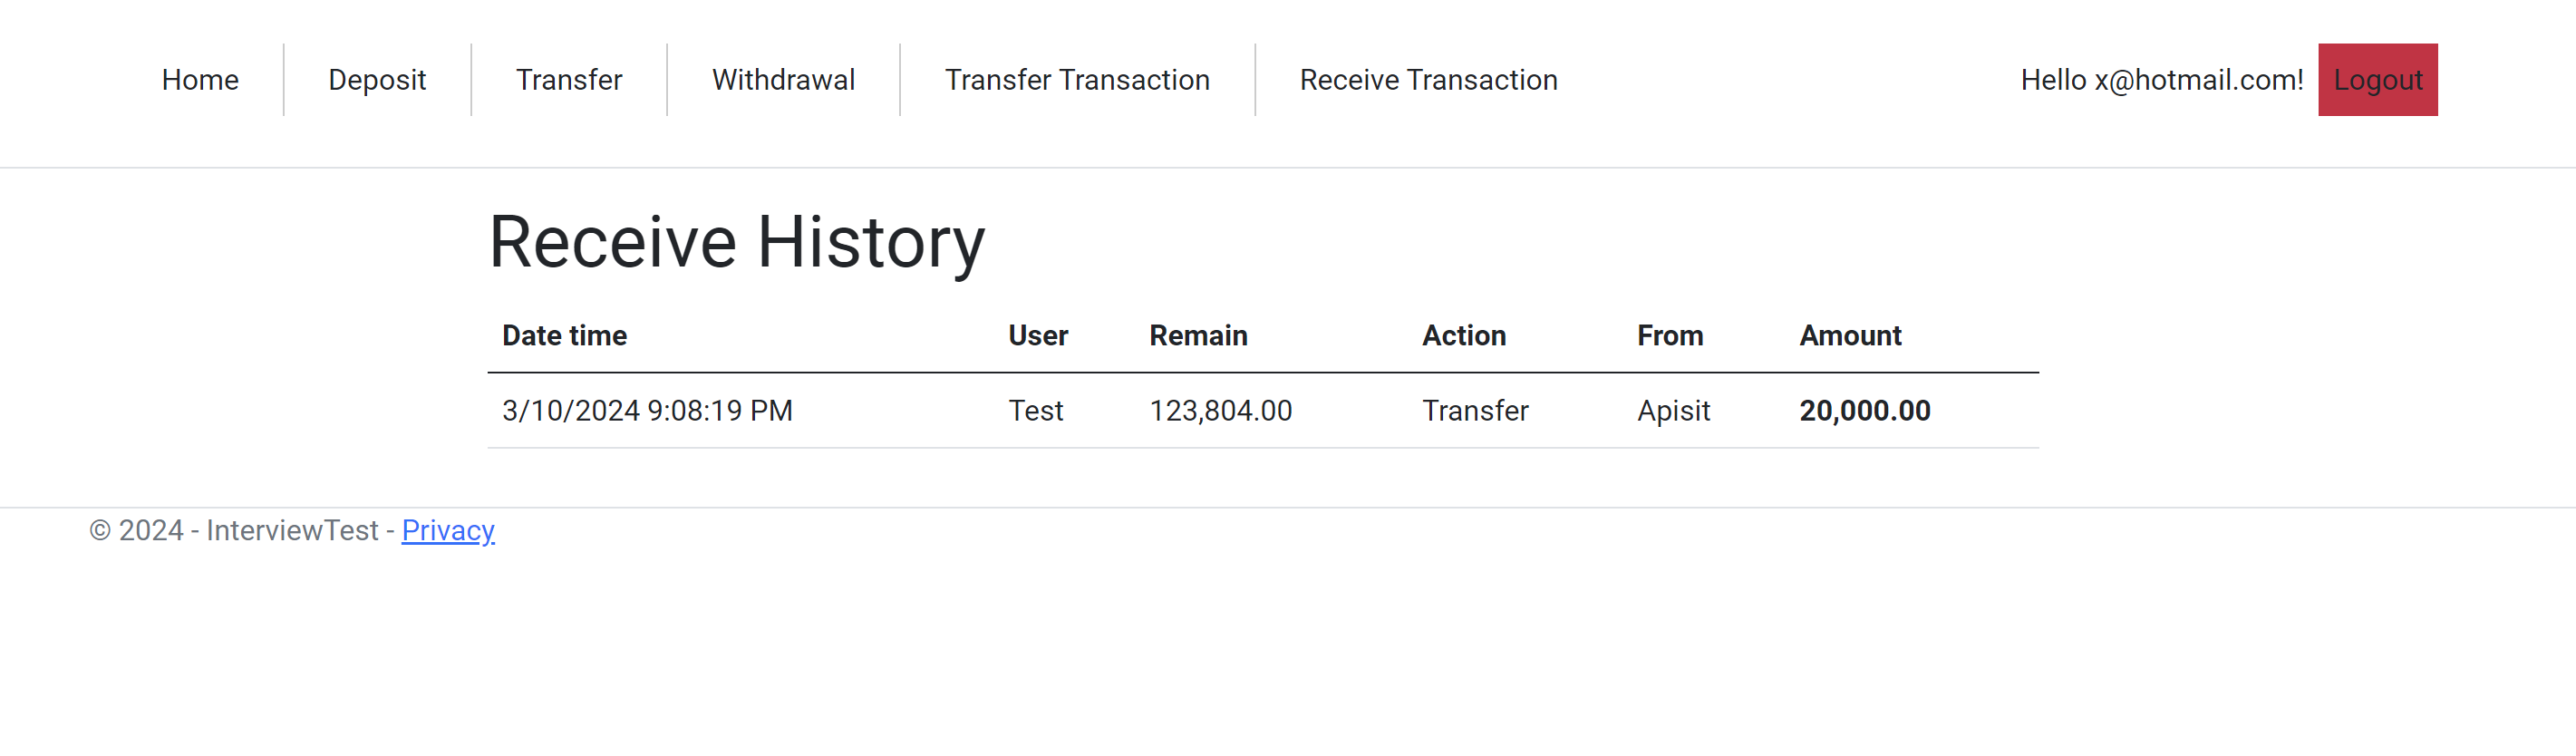 Home Deposit Transfer Withdrawal Transfer Transaction Receive Transaction Hello x@hotmail.com! Logout
Receive History
Date time User Remain Action From Amount
3/10/2024 9:08:19 PM Test 123,804.00 Transfer Apisit 20,000.00
© 2024 - InterviewTest - Privacy